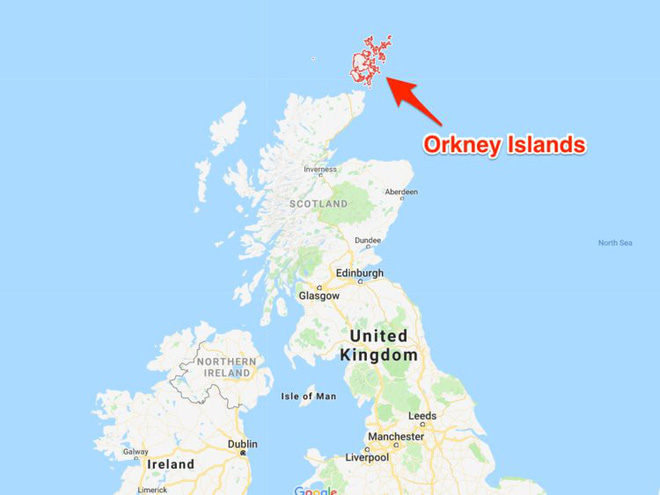 Orkney Islands
Inverness
SCOTLAND
Aberdeen
North Sea
Dundee
Edinburgh
Glasgow
United
Kingdom
NORTHERN
IRELAND
Isle of Man
Leeds
Manchester
Dublin
Galway
Liverpool
Ireland
Limerick
Google